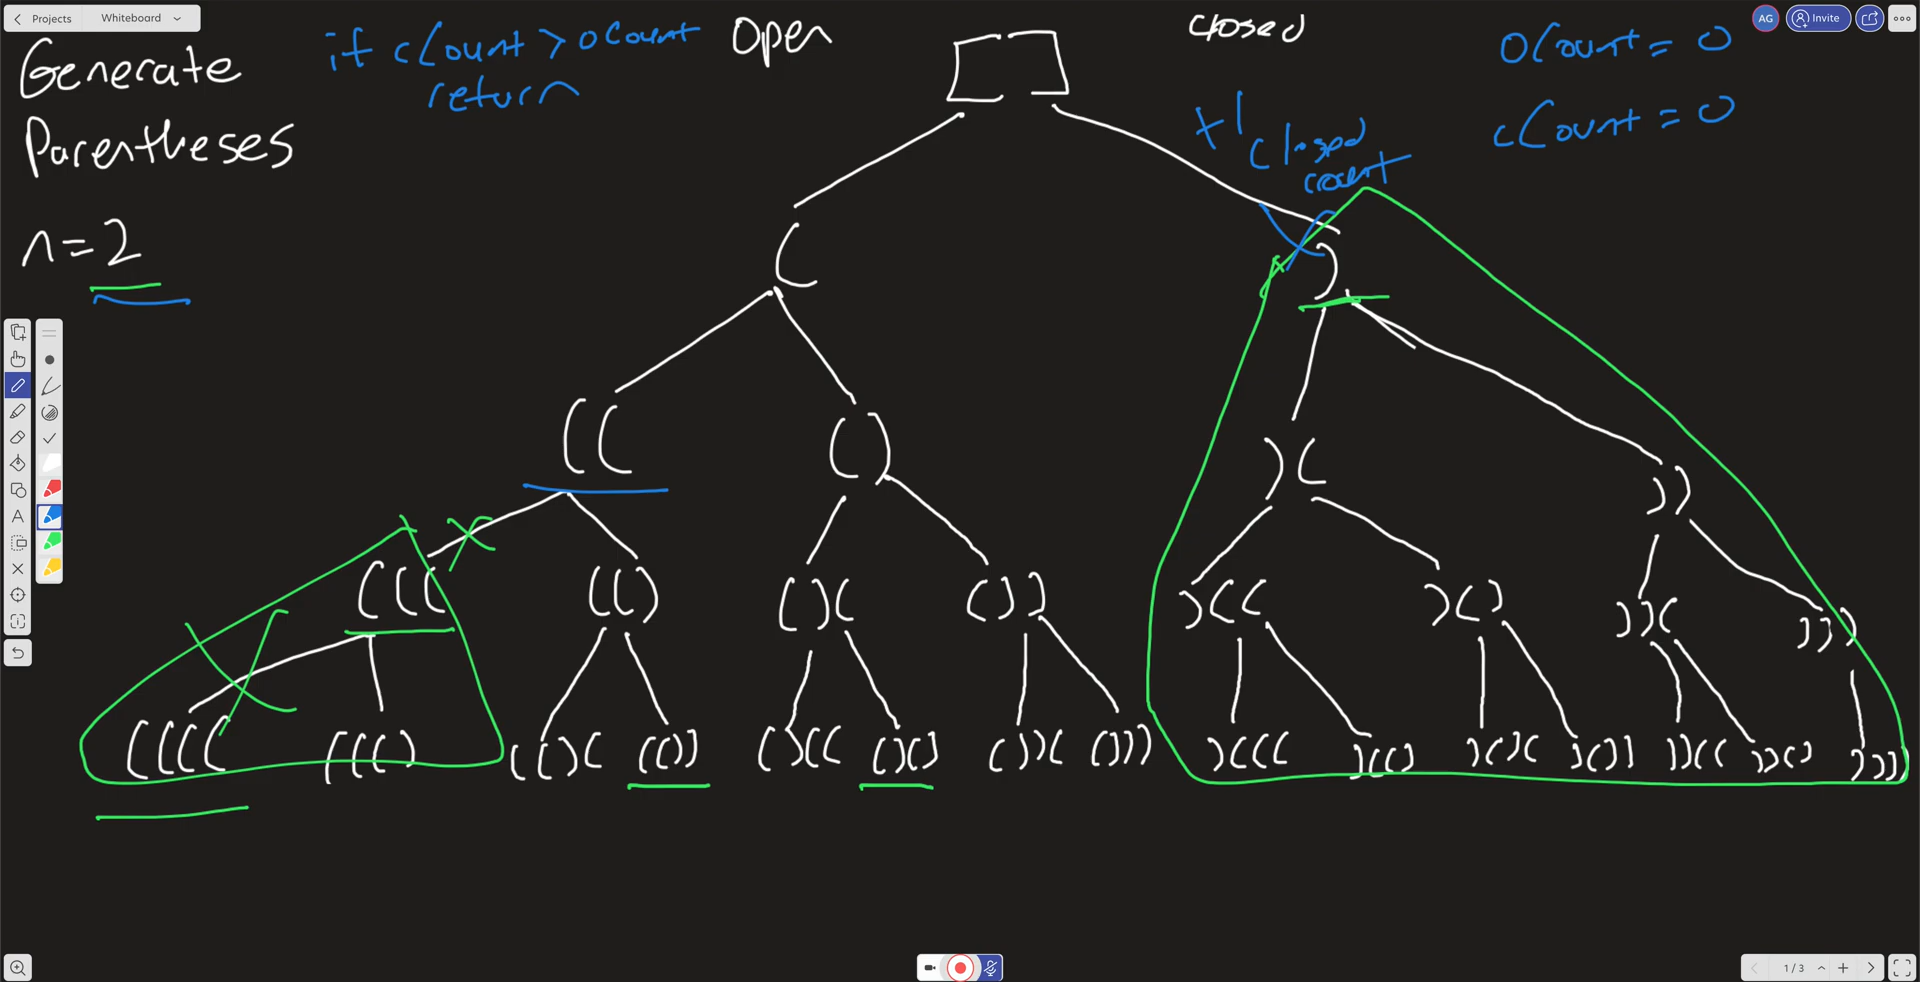 Projects Whiteboard
AG Invite
Generate
Parentheses
n=2
if cCount > oCount
return
Open
[ ]
closed
oCount = 0
cCount = 0
+1
closed
count
( )
(( () )( ))
((( (() ()( ()) )(( )() ))( )))
(((( ((() (()( (()) ()(( ()() ())( ())) )((( )(() )()( )()) ))(( ))() ))))
A
1 / 3